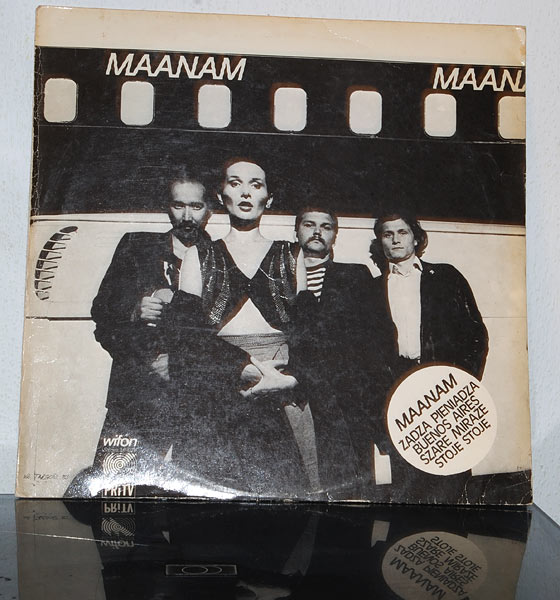 MAANAM
MAANA
MAANAM
ZADZA PIENIADZA
BUENOS AIRES
SZARE MIRAZE
STOJE STOJE
wifon